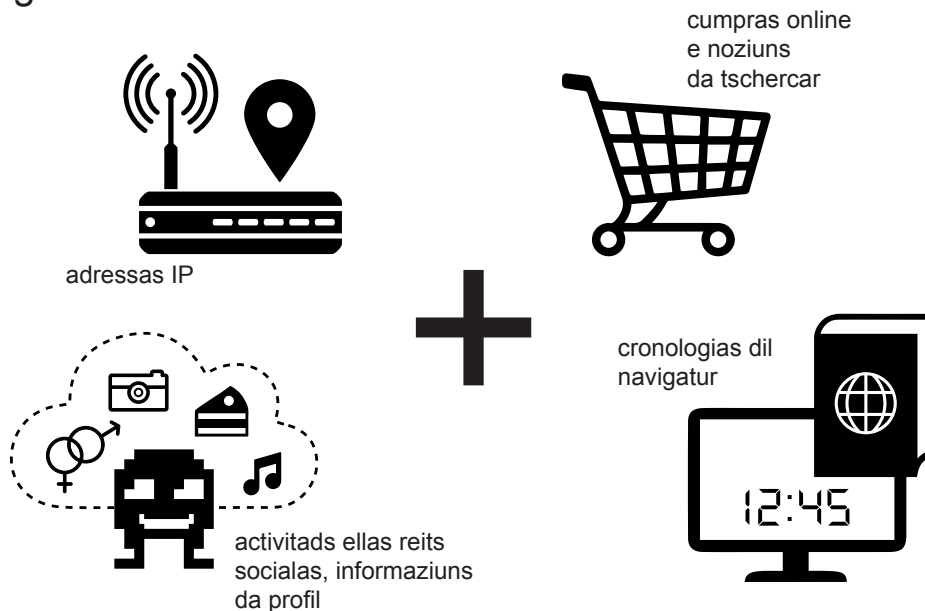 cumpras online
e noziuns
da tschercar
adressas IP
cronologias dil
navigatur
12:45
activitads ellas reits
socialas, informaziuns
da profil